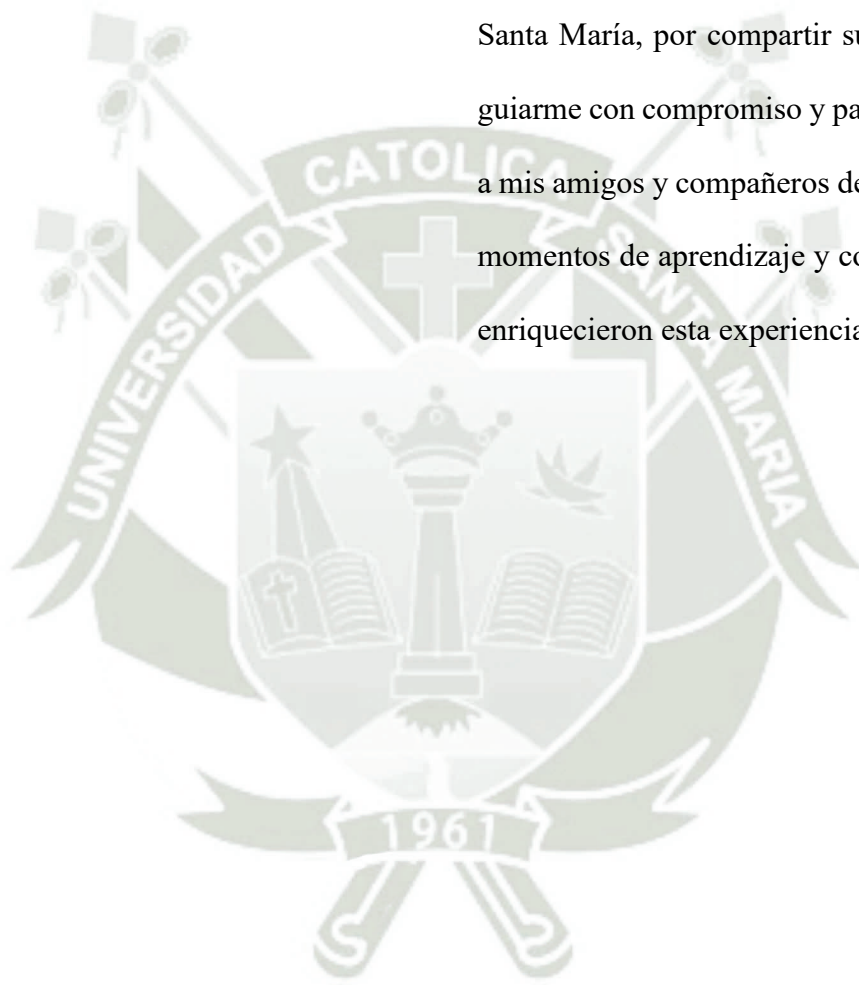 Santa María, por compartir su
guiarme con compromiso y pa
a mis amigos y compañeros de
momentos de aprendizaje y co
enriquecieron esta experiencia
UNIVERSIDAD CATOLICA SANTA MARIA
1961